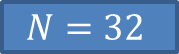 N = 32